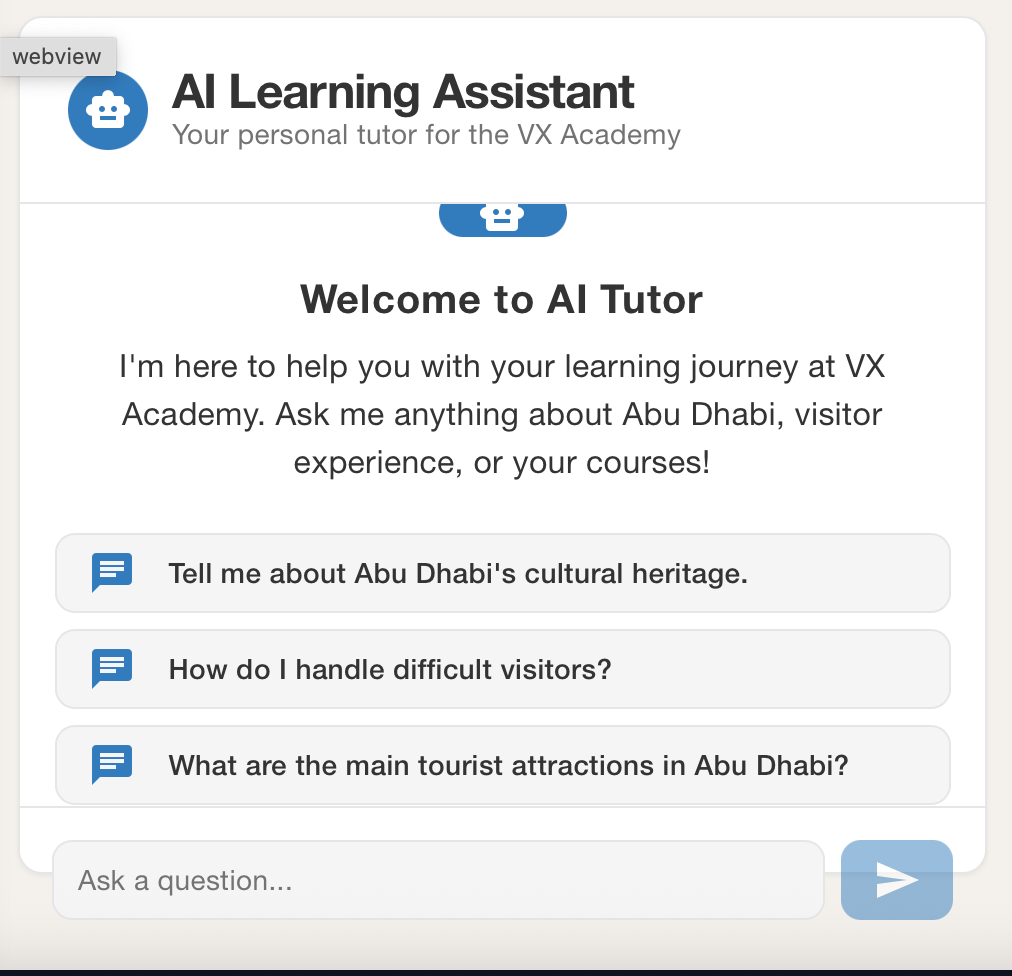 webview
AI Learning Assistant
Your personal tutor for the VX Academy
Welcome to AI Tutor
I'm here to help you with your learning journey at VX
Academy. Ask me anything about Abu Dhabi, visitor
experience, or your courses!
Tell me about Abu Dhabi's cultural heritage.
How do I handle difficult visitors?
What are the main tourist attractions in Abu Dhabi?
Ask a question...